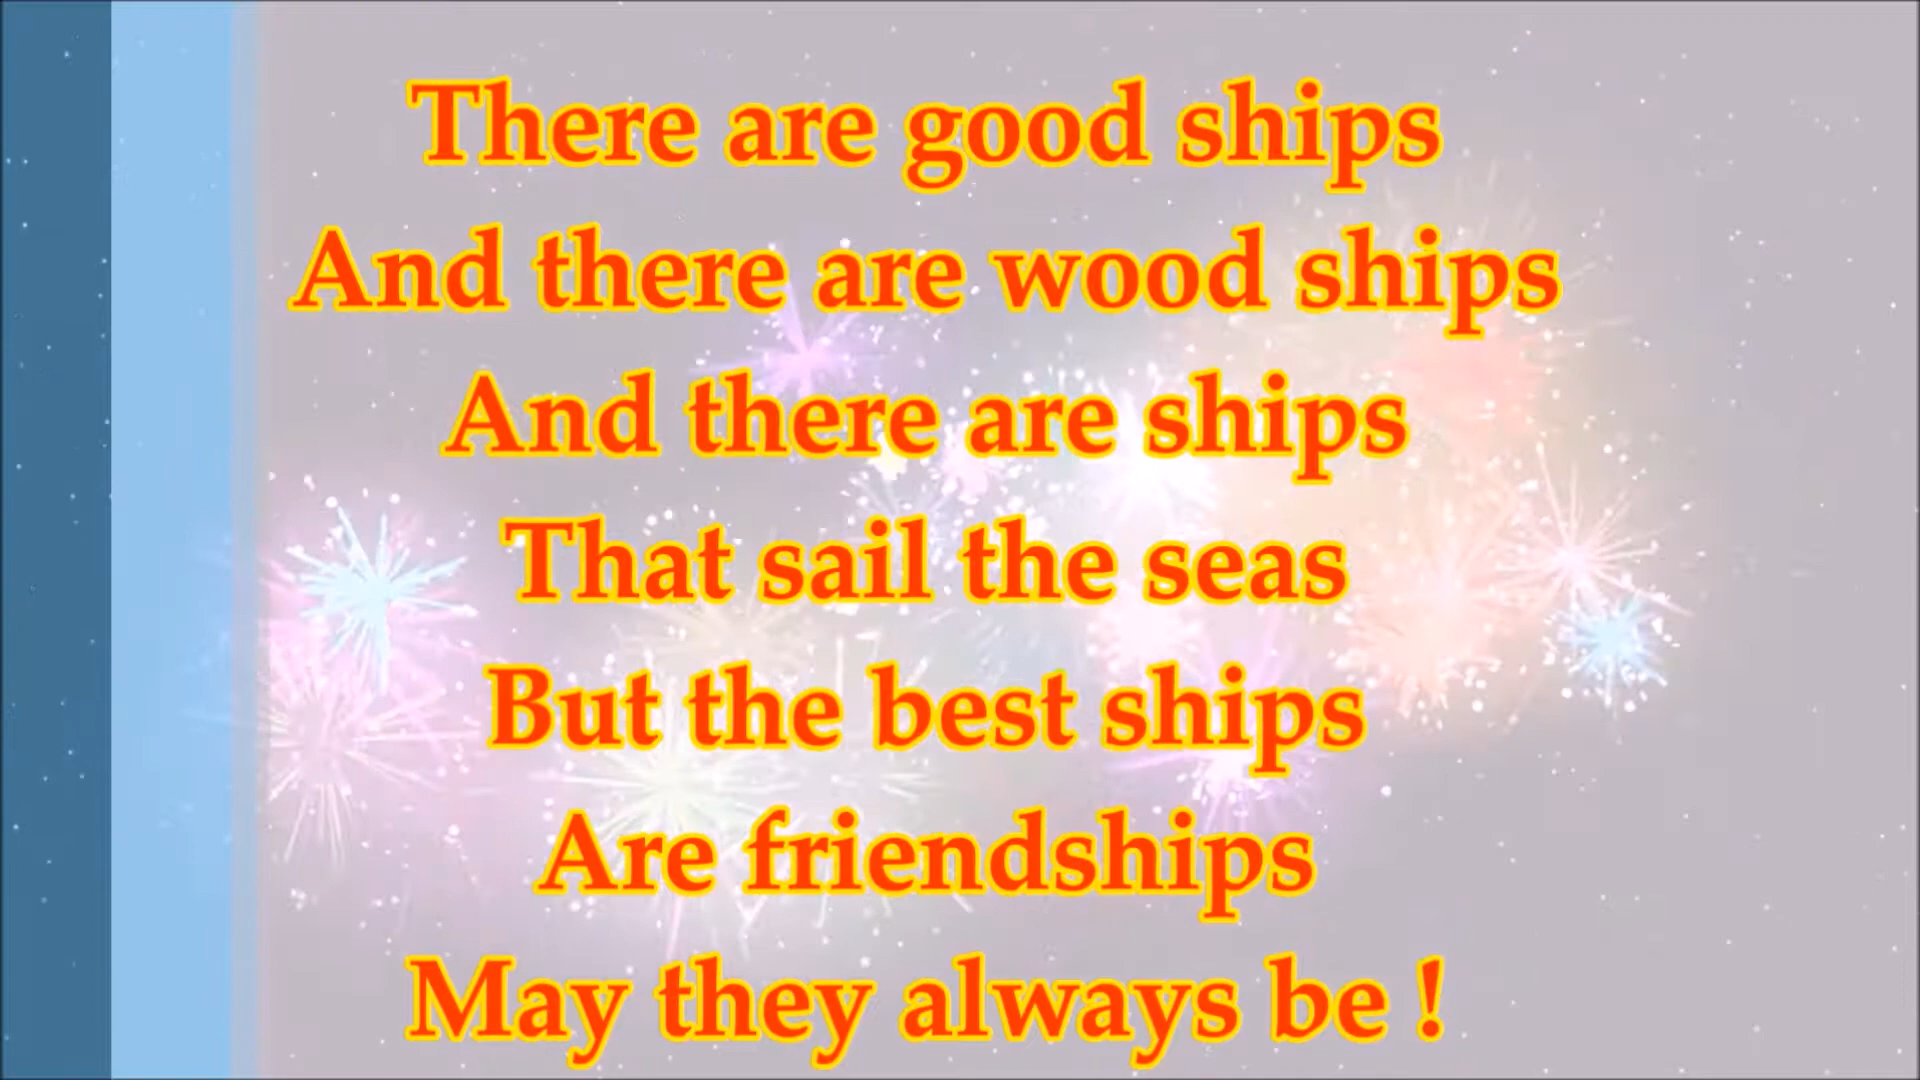 There are good ships
And there are wood ships
And there are ships
That sail the seas
But the best ships
Are friendships
May they always be !